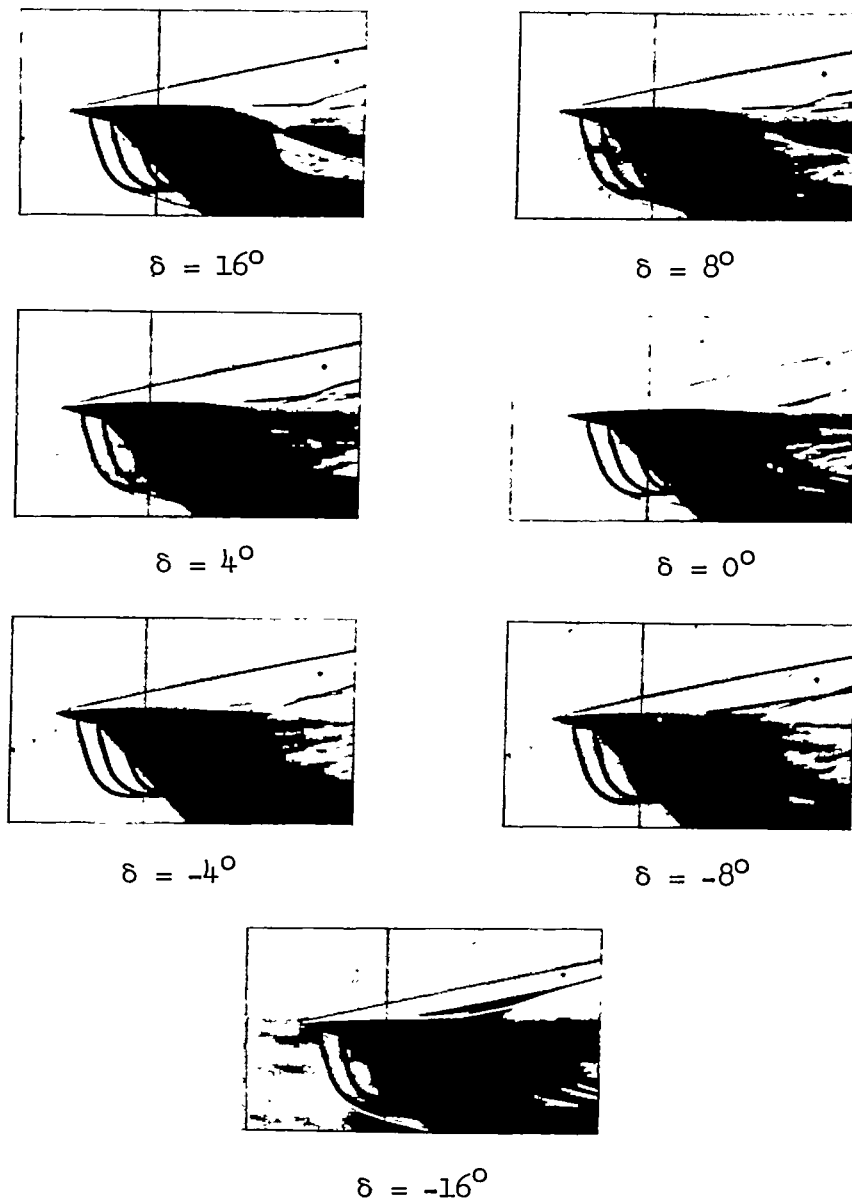 δ = 16°
δ = 8°
δ = 4°
δ = 0°
δ = -4°
δ = -8°
δ = -16°